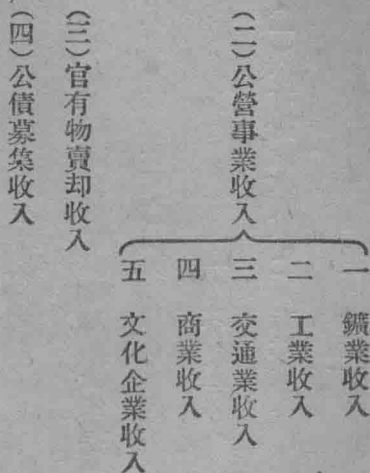 (二)公營事業收入
一 鑛業收入
二 工業收入
三 交通業收入
四 商業收入
五 文化企業收入
(三)官有物賣却收入
(四)公債募集收入